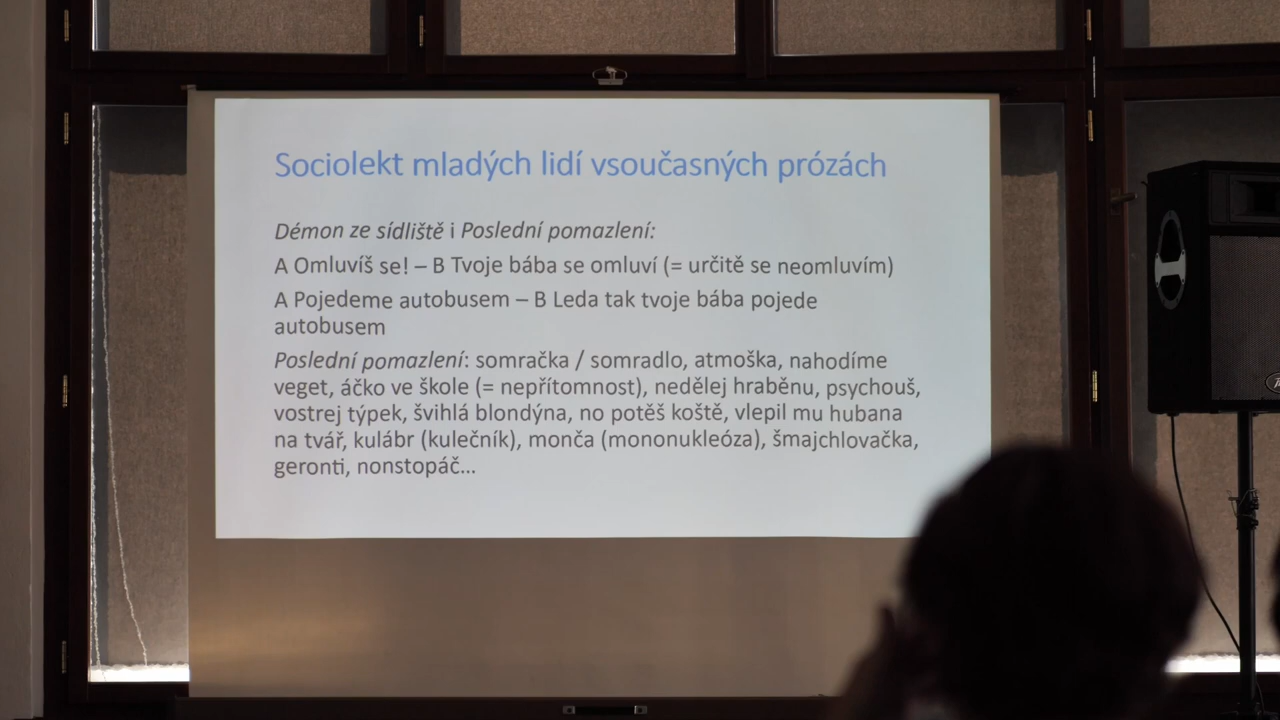 Sociolekt mladých lidí vsoučasných prózách
Démon ze sídliště i Poslední pomazlení:
A Omluvíš se! – B Tvoje bába se omluví (= určitě se neomluvím)
A Pojedeme autobusem – B Leda tak tvoje bába pojede
autobusem
Poslední pomazlení: somračka / somradlo, atmoška, nahodíme
veget, áčko ve škole (= nepřítomnost), nedělej hraběnu, psychouš,
vostrej týpek, švihlá blondýna, no potěš koště, vlepil mu hubana
na tvář, kulábr (kulečník), monča (mononukleóza), šmajchlovačka,
geronti, nonstopáč...